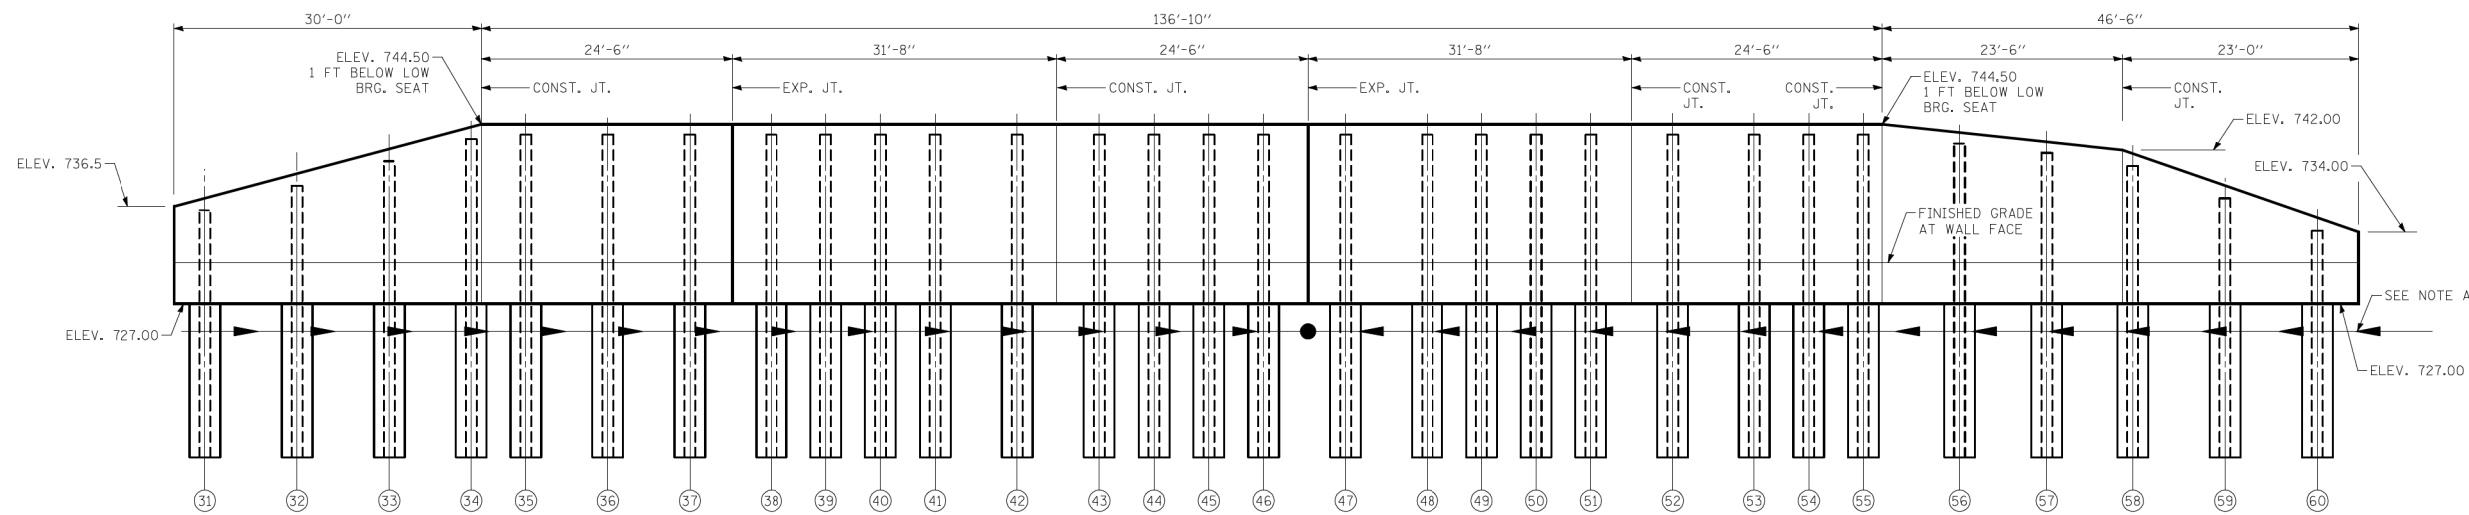 30'-0"
136'-10"
46'-6"
24'-6"
31'-8"
24'-6"
31'-8"
24'-6"
23'-6"
23'-0"
ELEV. 744.50
1 FT BELOW LOW
BRG. SEAT
CONST. JT.
EXP. JT.
CONST. JT.
EXP. JT.
CONST.
JT.
CONST.
JT.
ELEV. 744.50
1 FT BELOW LOW
BRG. SEAT
CONST.
JT.
ELEV. 742.00
ELEV. 736.5
ELEV. 734.00
FINISHED GRADE
AT WALL FACE
SEE NOTE A
ELEV. 727.00
ELEV. 727.00
31 32 33 34 35 36 37 38 39 40 41 42 43 44 45 46 47 48 49 50 51 52 53 54 55 56 57 58 59 60